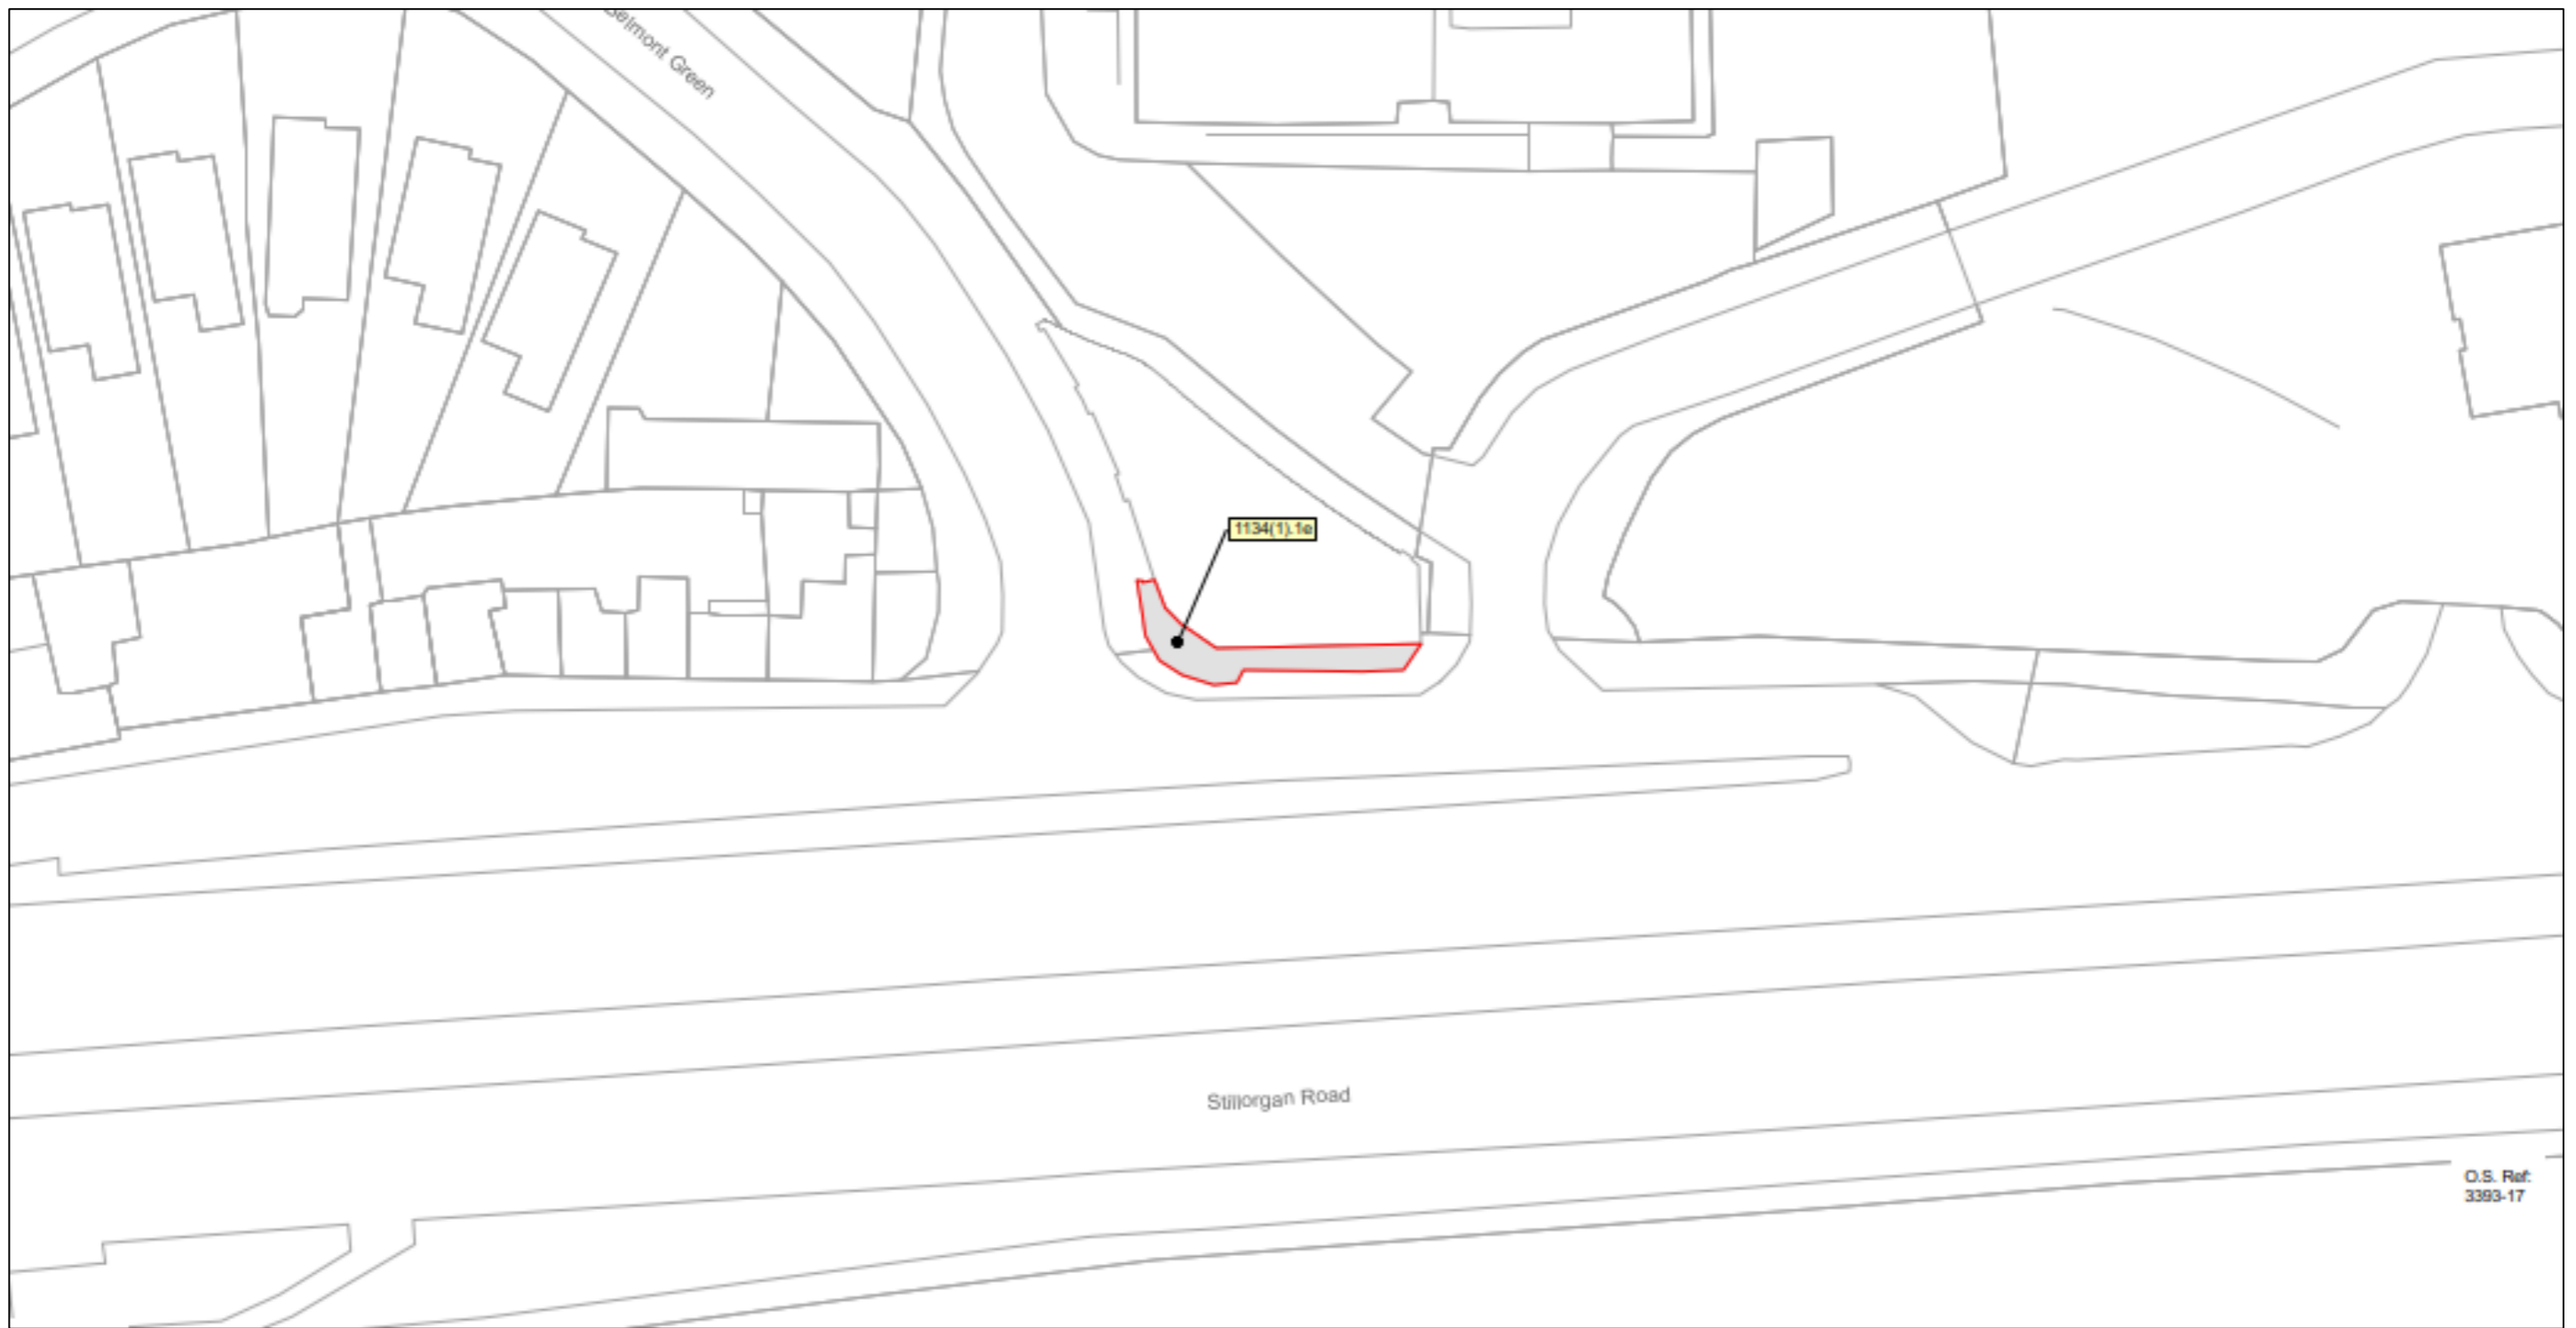 Belmont Green
1134(1).1e
Stillorgan Road
O.S. Ref:
3393-17